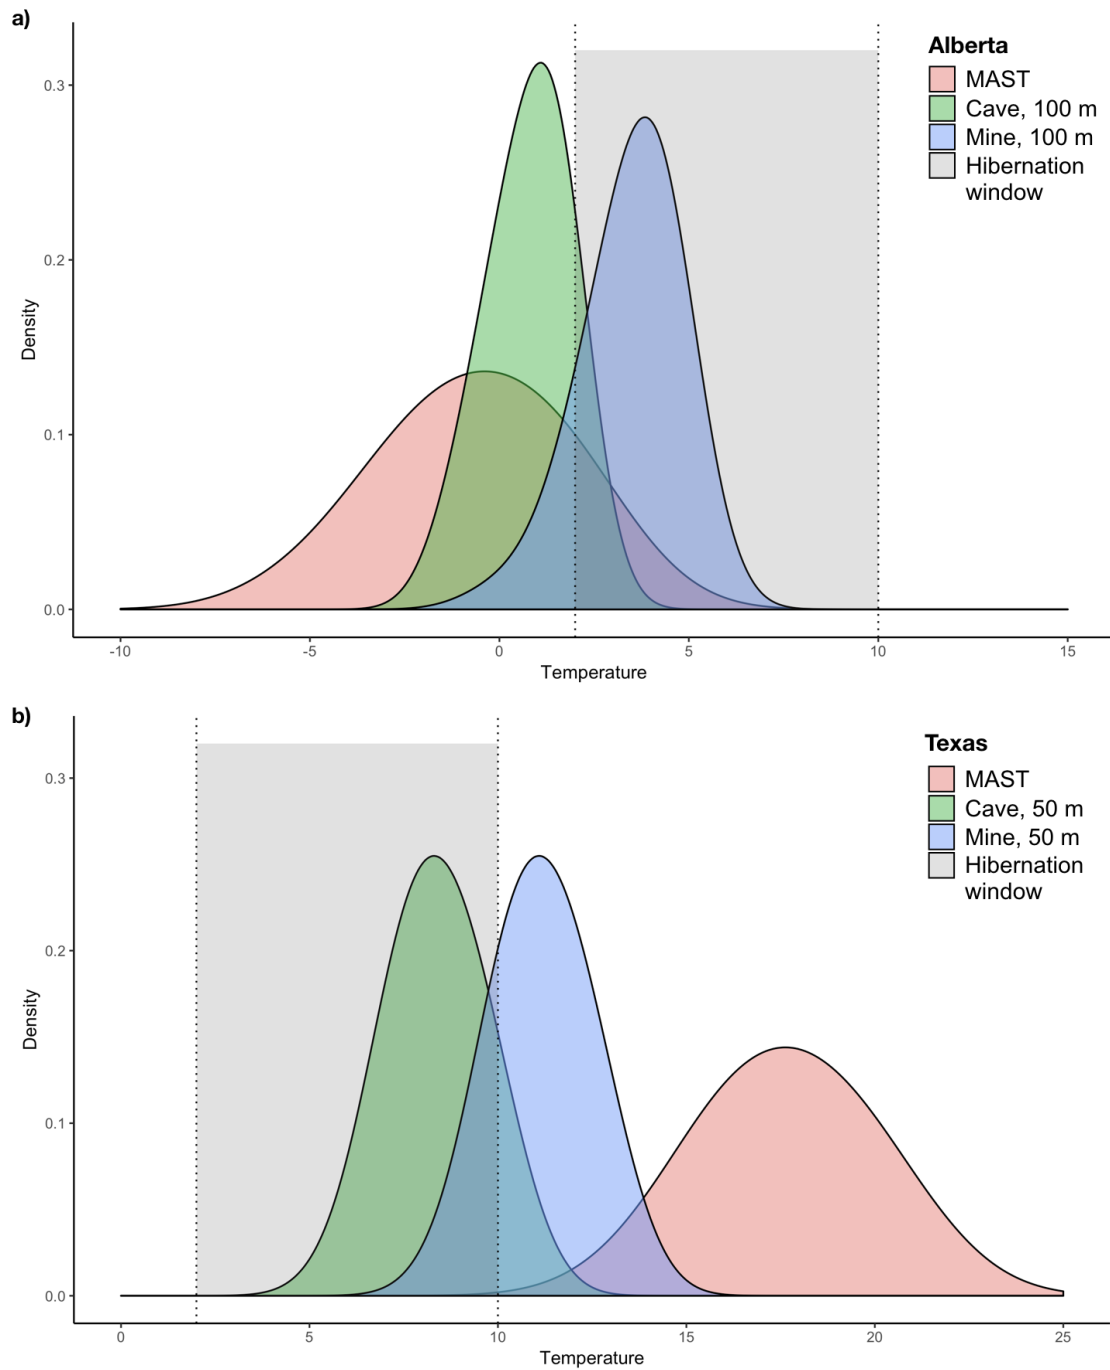 a)
Alberta
MAST
Cave, 100 m
Mine, 100 m
Hibernation
window
0.3
0.2
0.1
0.0
Density
-10 -5 0 5 10 15
Temperature
b)
Texas
MAST
Cave, 50 m
Mine, 50 m
Hibernation
window
0.3
0.2
0.1
0.0
Density
0 5 10 15 20 25
Temperature